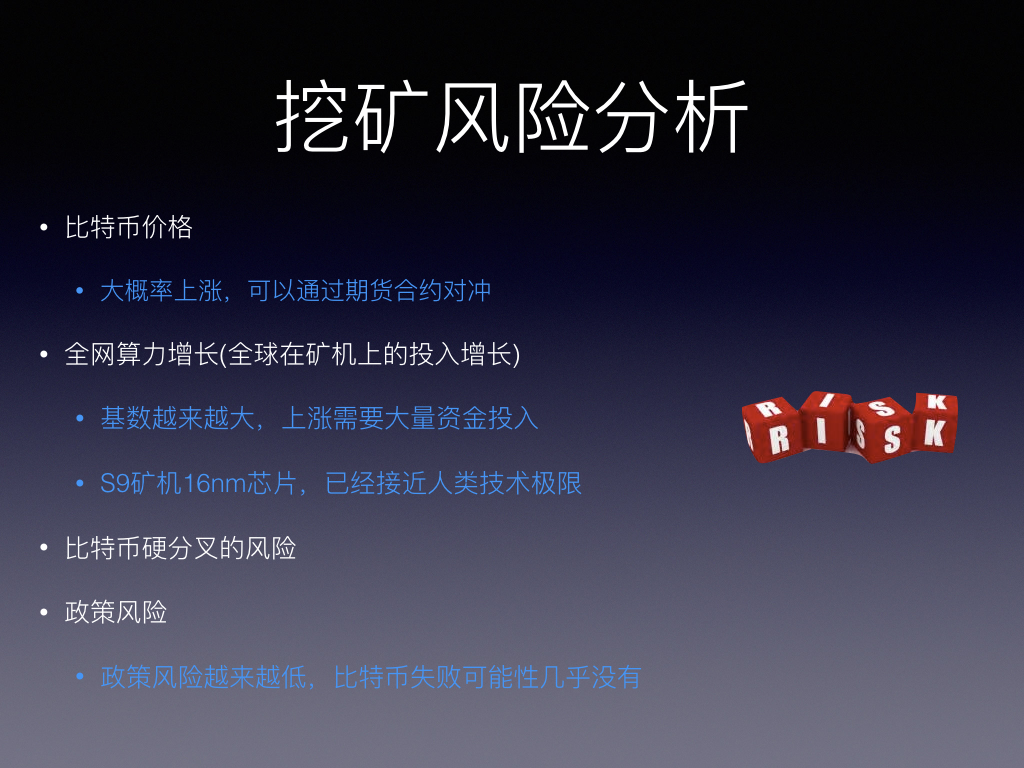 挖矿风险分析
• 比特币价格
• 大概率上涨，可以通过期货合约对冲
• 全网算力增长(全球在矿机上的投入增长)
• 基数越来越大，上涨需要大量资金投入
• S9矿机16nm芯片，已经接近人类技术极限
• 比特币硬分叉的风险
• 政策风险
• 政策风险越来越低，比特币失败可能性几乎没有
R I S K
R I S S K